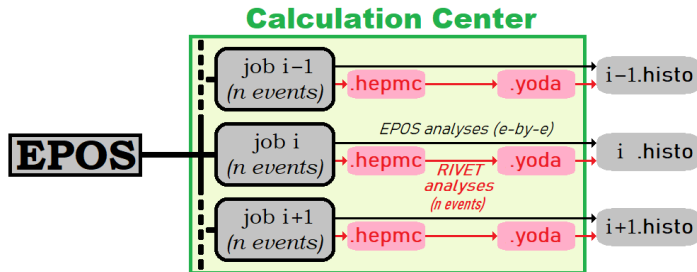 Calculation Center
job i−1
(n events)
.hepmc
.yoda
i−1.histo
EPOS
job i
(n events)
EPOS analyses (e-by-e)
.hepmc
.yoda
i .histo
RIVET
analyses
(n events)
job i+1
(n events)
.hepmc
.yoda
i+1.histo